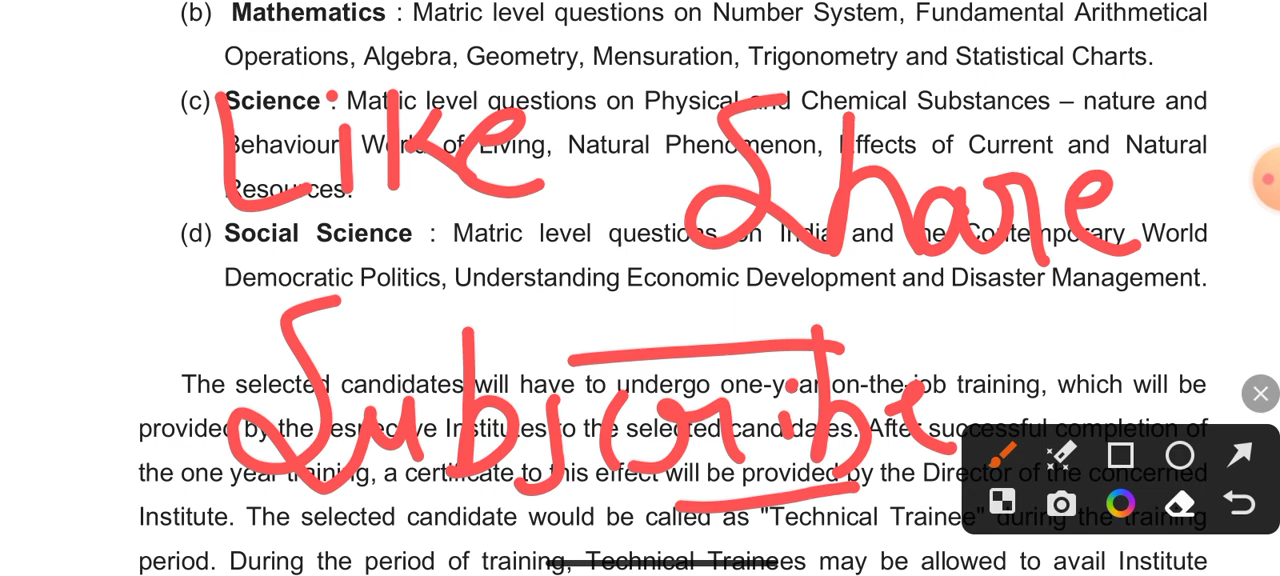 (b) Mathematics : Matric level questions on Number System, Fundamental Arithmetical
Operations, Algebra, Geometry, Mensuration, Trigonometry and Statistical Charts.
(c) Science : Matric level questions on Physical and Chemical Substances – nature and
Behaviour, World of Living, Natural Phenomenon, Effects of Current and Natural
Resources.
Like Share
(d) Social Science : Matric level questions on India and the Contemporary World
Democratic Politics, Understanding Economic Development and Disaster Management.
Subscribe
The selected candidates will have to undergo one-year on-the-job training, which will be
provided by the respective Institutes to the selected candidates. After successful completion of
the one year training, a certificate to this effect will be provided by the Director of the concerned
Institute. The selected candidate would be called as "Technical Trainee" during the training
period. During the period of training, Technical Trainees may be allowed to avail Institute